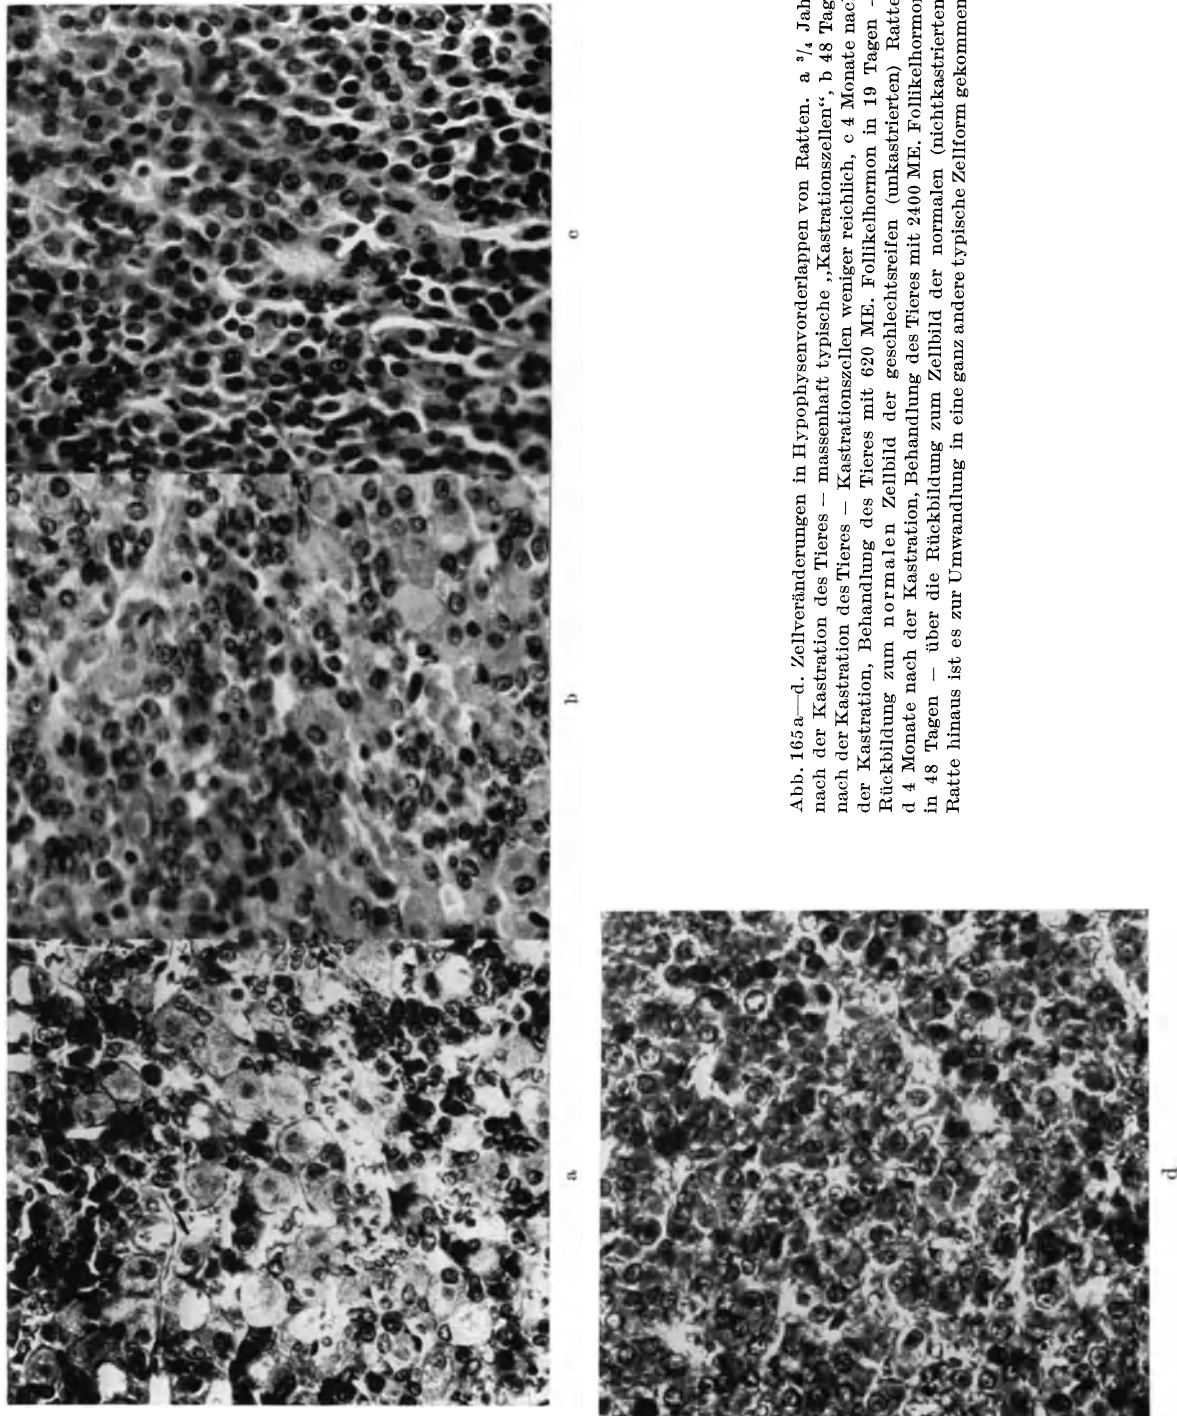 a
b
c
d
Abb. 165a—d. Zellveränderungen in Hypophysenvorderlappen von Ratten. a ³/₄ Jah
nach der Kastration des Tieres — massenhaft typische „Kastrationszellen“, b 48 Tag
nach der Kastration des Tieres — Kastrationszellen weniger reichlich, c 4 Monate nac
der Kastration, Behandlung des Tieres mit 620 ME. Follikelhormon in 19 Tagen –
Rückbildung zum normalen Zellbild der geschlechtsreifen (unkastrierten) Ratte
d 4 Monate nach der Kastration, Behandlung des Tieres mit 2400 ME. Follikelhormo
in 48 Tagen — über die Rückbildung zum Zellbild der normalen (nichtkastrierten
Ratte hinaus ist es zur Umwandlung in eine ganz andere typische Zellform gekommen